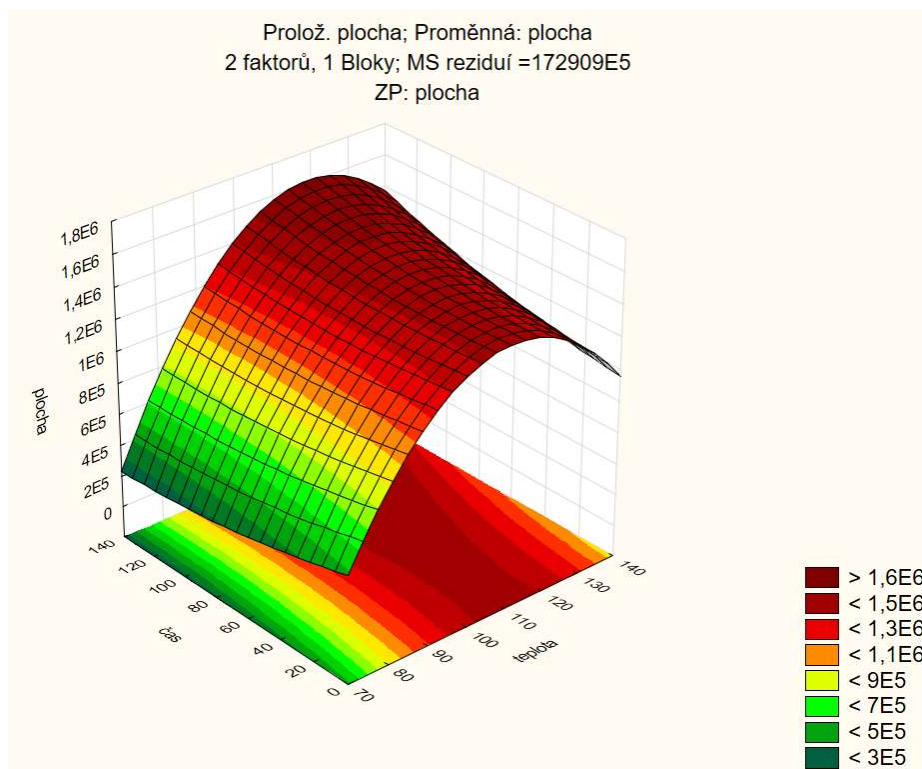 Prolož. plocha; Proměnná: plocha
2 faktorů, 1 Bloky; MS reziduí =172909E5
ZP: plocha
1,8E6
1,6E6
1,4E6
1,2E6
1E6
8E5
6E5
4E5
2E5
0
plocha
140
120
100
80
60
40
20
0
čas
70
80
90
100
110
120
130
140
teplota
> 1,6E6
< 1,5E6
< 1,3E6
< 1,1E6
< 9E5
< 7E5
< 5E5
< 3E5